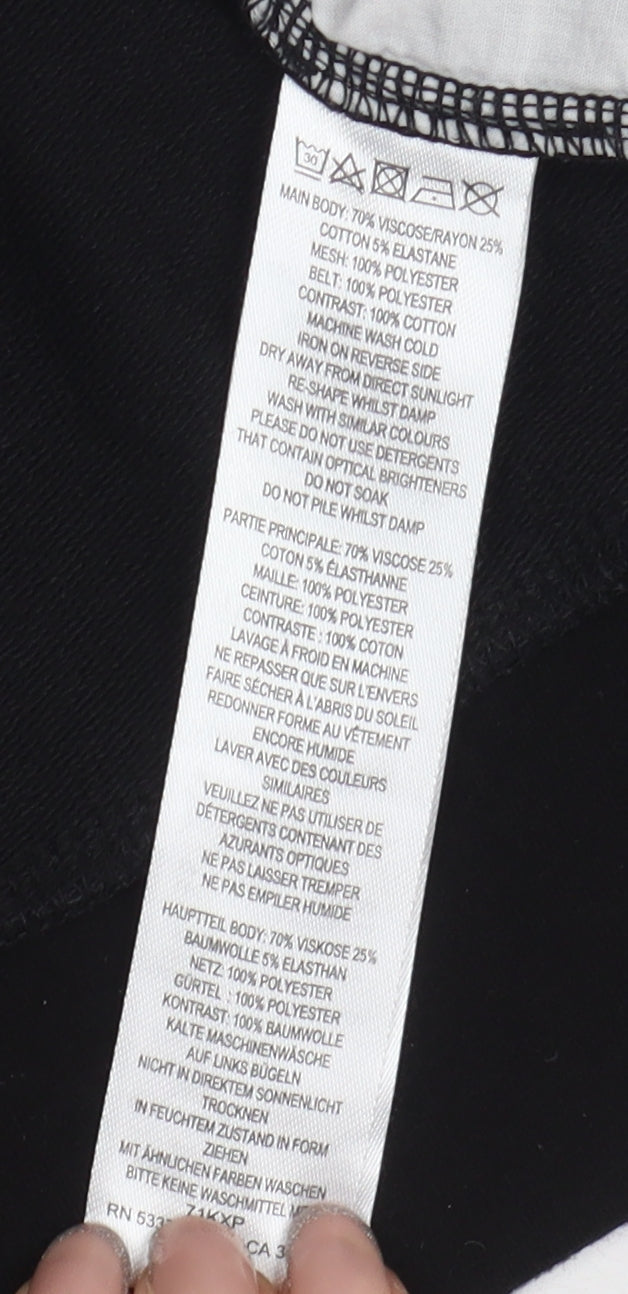 30
MAIN BODY: 70% VISCOSE/RAYON 25%
COTTON 5% ELASTANE
MESH: 100% POLYESTER
BELT: 100% POLYESTER
CONTRAST: 100% COTTON
MACHINE WASH COLD
IRON ON REVERSE SIDE
DRY AWAY FROM DIRECT SUNLIGHT
RE-SHAPE WHILST DAMP
WASH WITH SIMILAR COLOURS
PLEASE DO NOT USE DETERGENTS
THAT CONTAIN OPTICAL BRIGHTENERS
DO NOT SOAK
DO NOT PILE WHILST DAMP
PARTIE PRINCIPALE: 70% VISCOSE 25%
COTON 5% ÉLASTHANNE
MAILLE: 100% POLYESTER
CEINTURE: 100% POLYESTER
CONTRASTE : 100% COTON
LAVAGE À FROID EN MACHINE
NE REPASSER QUE SUR L'ENVERS
FAIRE SÉCHER À L'ABRIS DU SOLEIL
REDONNER FORME AU VÊTEMENT
ENCORE HUMIDE
LAVER AVEC DES COULEURS
SIMILAIRES
VEUILLEZ NE PAS UTILISER DE
DÉTERGENTS CONTENANT DES
AZURANTS OPTIQUES
NE PAS LAISSER TREMPER
NE PAS EMPILER HUMIDE
HAUPTTEIL BODY: 70% VISKOSE 25%
BAUMWOLLE 5% ELASTHAN
NETZ: 100% POLYESTER
GÜRTEL : 100% POLYESTER
KONTRAST: 100% BAUMWOLLE
KALTE MASCHINENWÄSCHE
AUF LINKS BÜGELN
NICHT IN DIREKTEM SONNENLICHT
TROCKNEN
IN FEUCHTEM ZUSTAND IN FORM
ZIEHEN
MIT ÄHNLICHEN FARBEN WASCHEN
BITTE KEINE WASCHMITTEL
71KXP
RN 533 CA 3